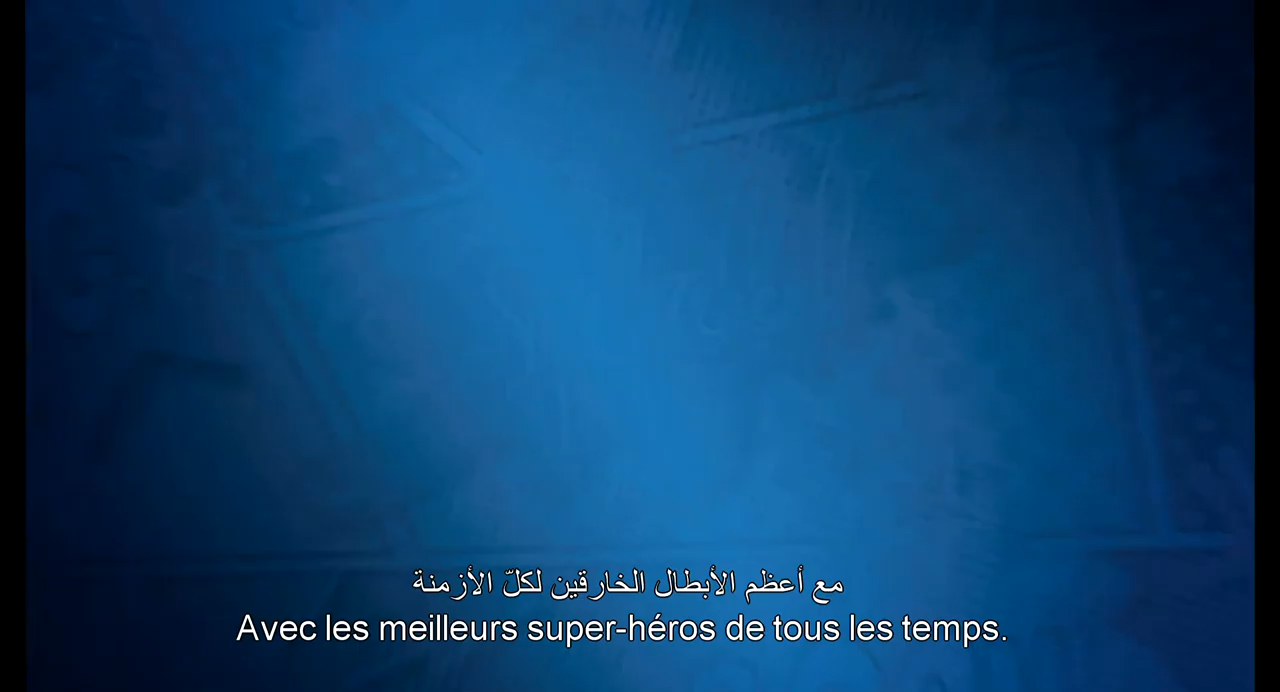 مع أعظم الأبطال الخارقين لكلّ الأزمنة
Avec les meilleurs super-héros de tous les temps.